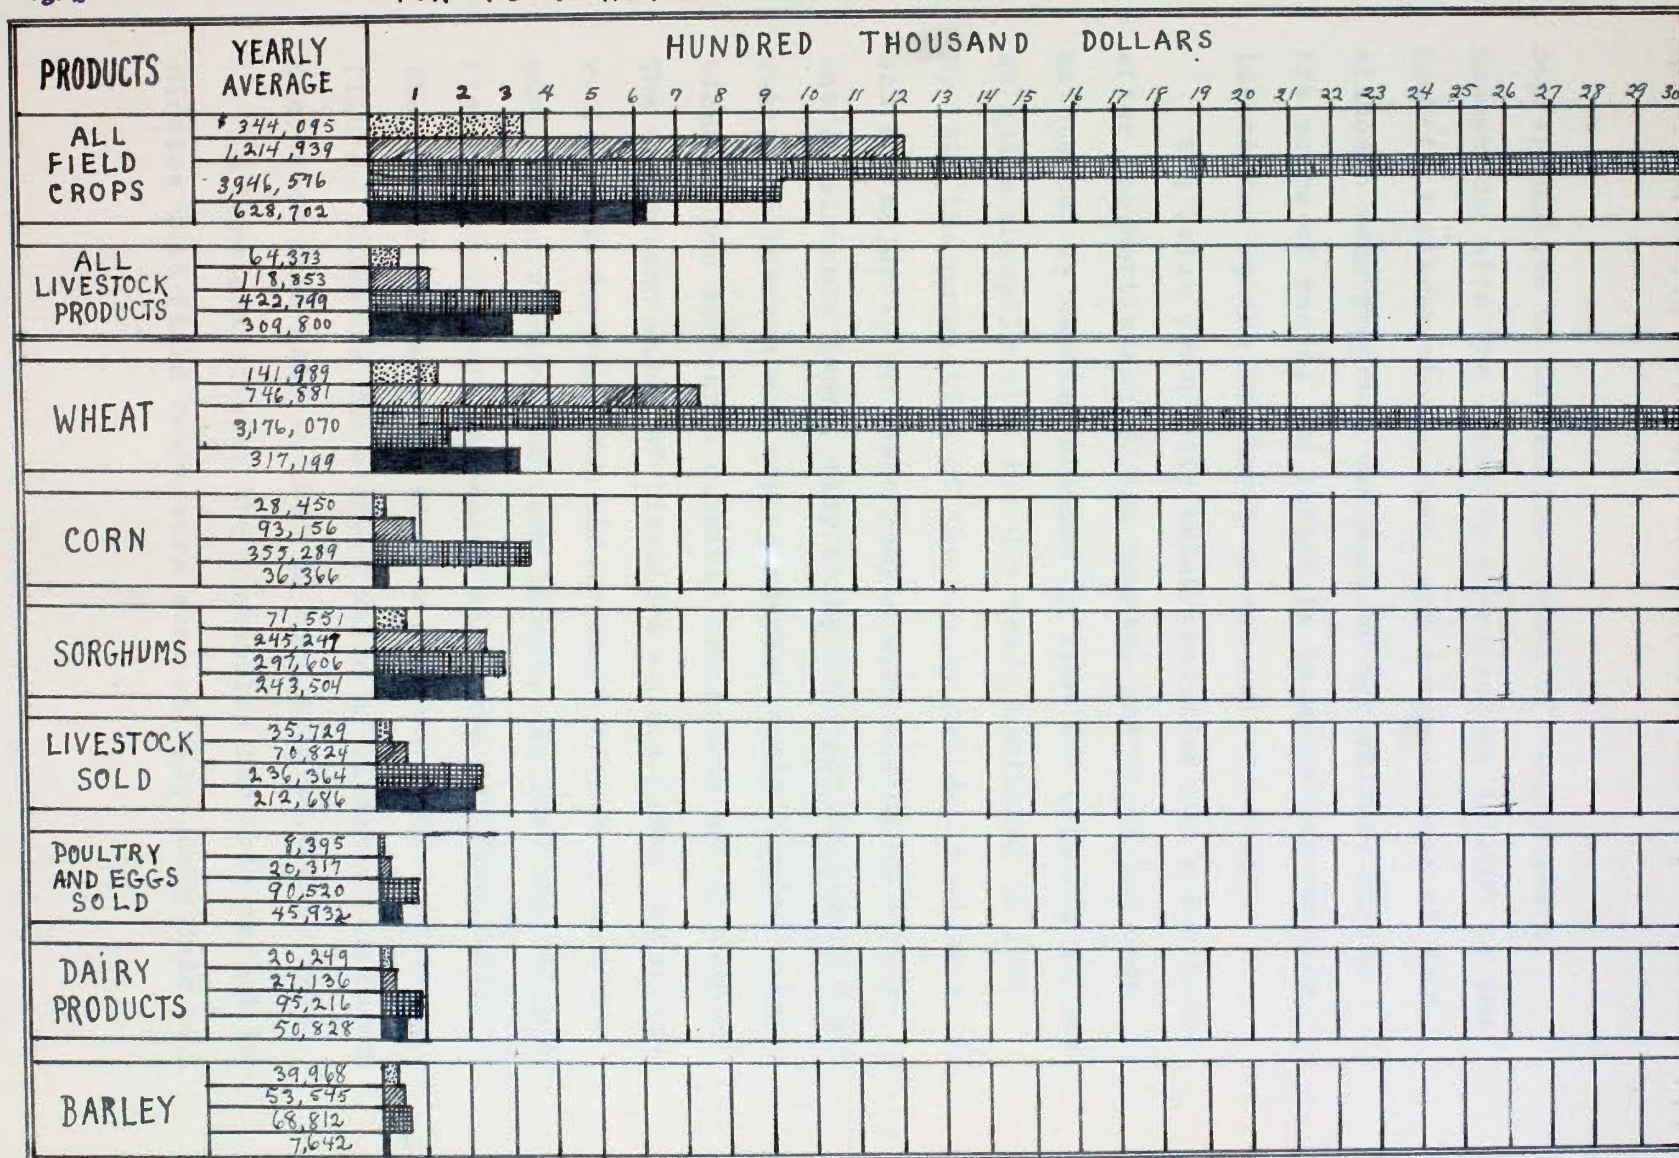 HUNDRED THOUSAND DOLLARS
PRODUCTS
YEARLY AVERAGE
1 2 3 4 5 6 7 8 9 10 11 12 13 14 15 16 17 18 19 20 21 22 23 24 25 26 27 28 29 30
ALL
FIELD
CROPS
$ 344,095
1,214,939
3,946,576
628,702
ALL
LIVESTOCK
PRODUCTS
64,373
118,853
422,799
309,800
WHEAT
141,989
746,881
3,176,070
317,199
CORN
28,450
93,156
355,289
36,366
SORGHUMS
71,551
245,247
297,606
243,504
LIVESTOCK
SOLD
35,729
70,824
236,364
212,686
POULTRY
AND EGGS
SOLD
8,395
20,317
90,520
45,932
DAIRY
PRODUCTS
20,249
27,136
95,216
50,828
BARLEY
39,968
53,545
68,812
7,642